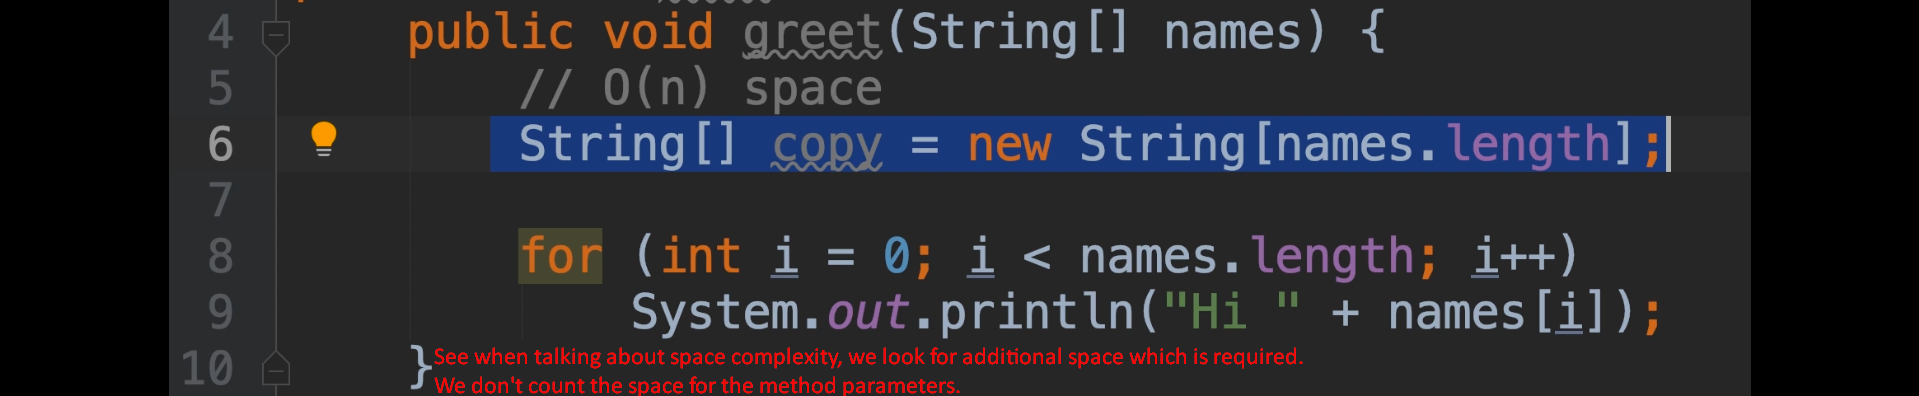 4 public void greet(String[] names) {
5 // O(n) space
6 String[] copy = new String[names.length];
7
8 for (int i = 0; i < names.length; i++)
9 System.out.println("Hi " + names[i]);
10 }See when talking about space complexity, we look for additional space which is required.
We don't count the space for the method parameters.